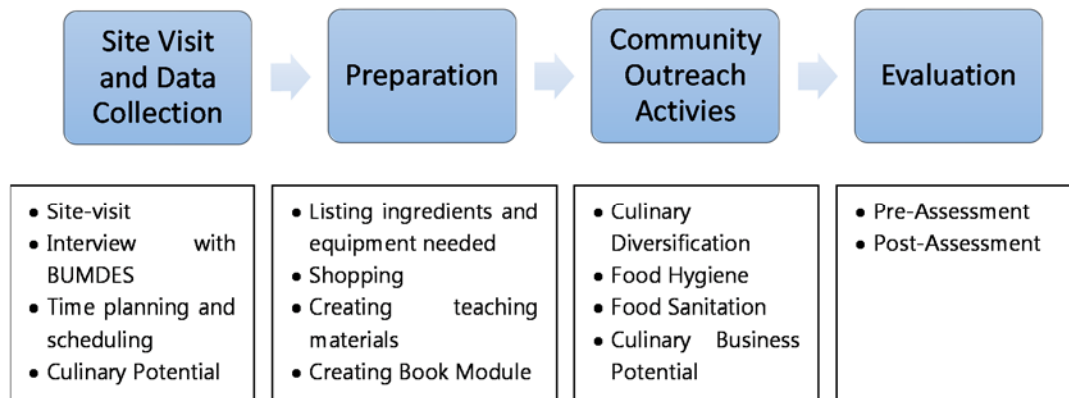 Site Visit
and Data
Collection
Preparation
Community
Outreach
Activies
Evaluation
• Site-visit
• Interview with
BUMDES
• Time planning and
scheduling
• Culinary Potential
• Listing ingredients and
equipment needed
• Shopping
• Creating teaching
materials
• Creating Book Module
• Culinary
Diversification
• Food Hygiene
• Food Sanitation
• Culinary Business
Potential
• Pre-Assessment
• Post-Assessment